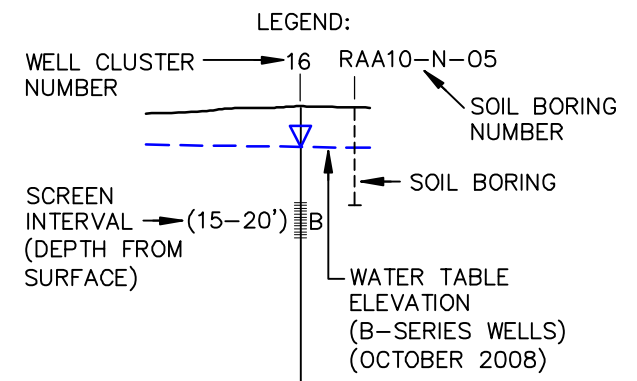 LEGEND:
WELL CLUSTER
NUMBER
16
RAA10-N-05
SOIL BORING
NUMBER
SOIL BORING
SCREEN
INTERVAL
(DEPTH FROM
SURFACE)
(15-20')
B
WATER TABLE
ELEVATION
(B-SERIES WELLS)
(OCTOBER 2008)